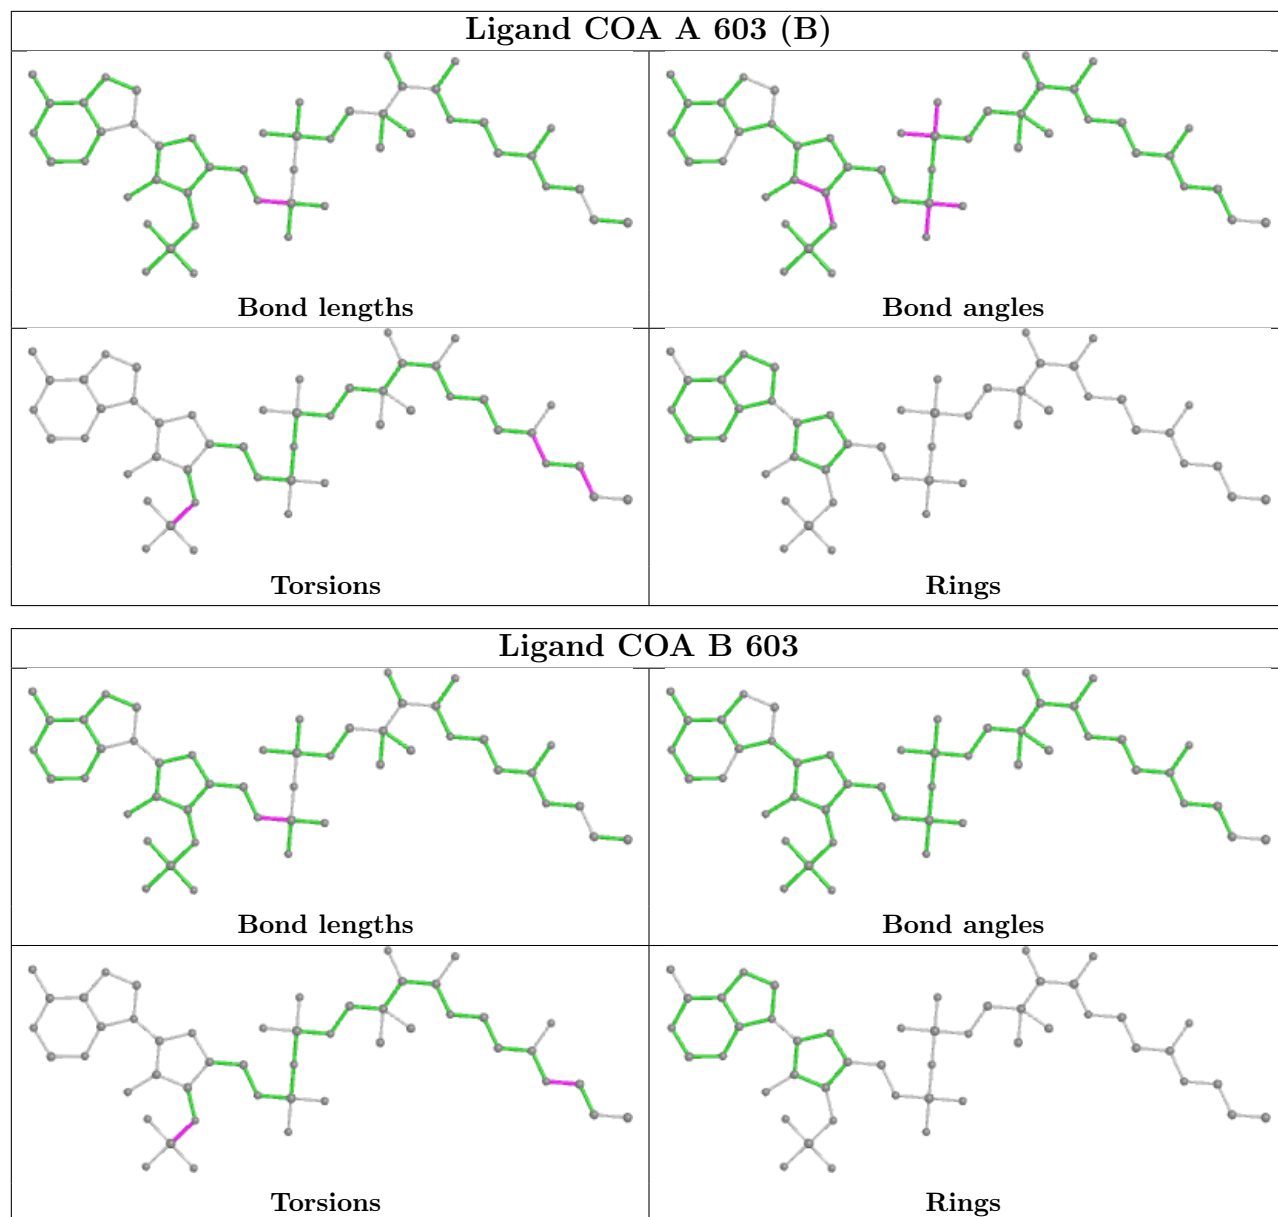 Ligand COA A 603 (B)
Bond lengths
Bond angles
Torsions
Rings
Ligand COA B 603
Bond lengths
Bond angles
Torsions
Rings